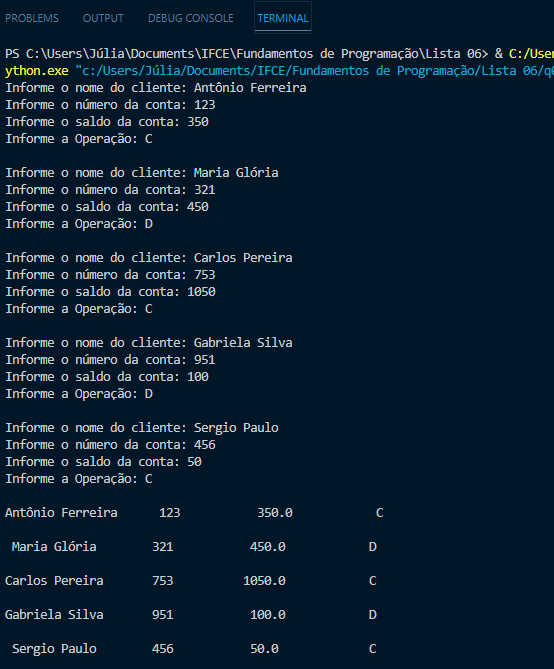 PROBLEMS OUTPUT DEBUG CONSOLE TERMINAL
PS C:\Users\Júlia\Documents\IFCE\Fundamentos de Programação\Lista 06> & C:/User
ython.exe "c:/Users/Júlia/Documents/IFCE/Fundamentos de Programação/Lista 06/q
Informe o nome do cliente: Antônio Ferreira
Informe o número da conta: 123
Informe o saldo da conta: 350
Informe a Operação: C
Informe o nome do cliente: Maria Glória
Informe o número da conta: 321
Informe o saldo da conta: 450
Informe a Operação: D
Informe o nome do cliente: Carlos Pereira
Informe o número da conta: 753
Informe o saldo da conta: 1050
Informe a Operação: C
Informe o nome do cliente: Gabriela Silva
Informe o número da conta: 951
Informe o saldo da conta: 100
Informe a Operação: D
Informe o nome do cliente: Sergio Paulo
Informe o número da conta: 456
Informe o saldo da conta: 50
Informe a Operação: C
Antônio Ferreira 123 350.0 C
Maria Glória 321 450.0 D
Carlos Pereira 753 1050.0 C
Gabriela Silva 951 100.0 D
Sergio Paulo 456 50.0 C